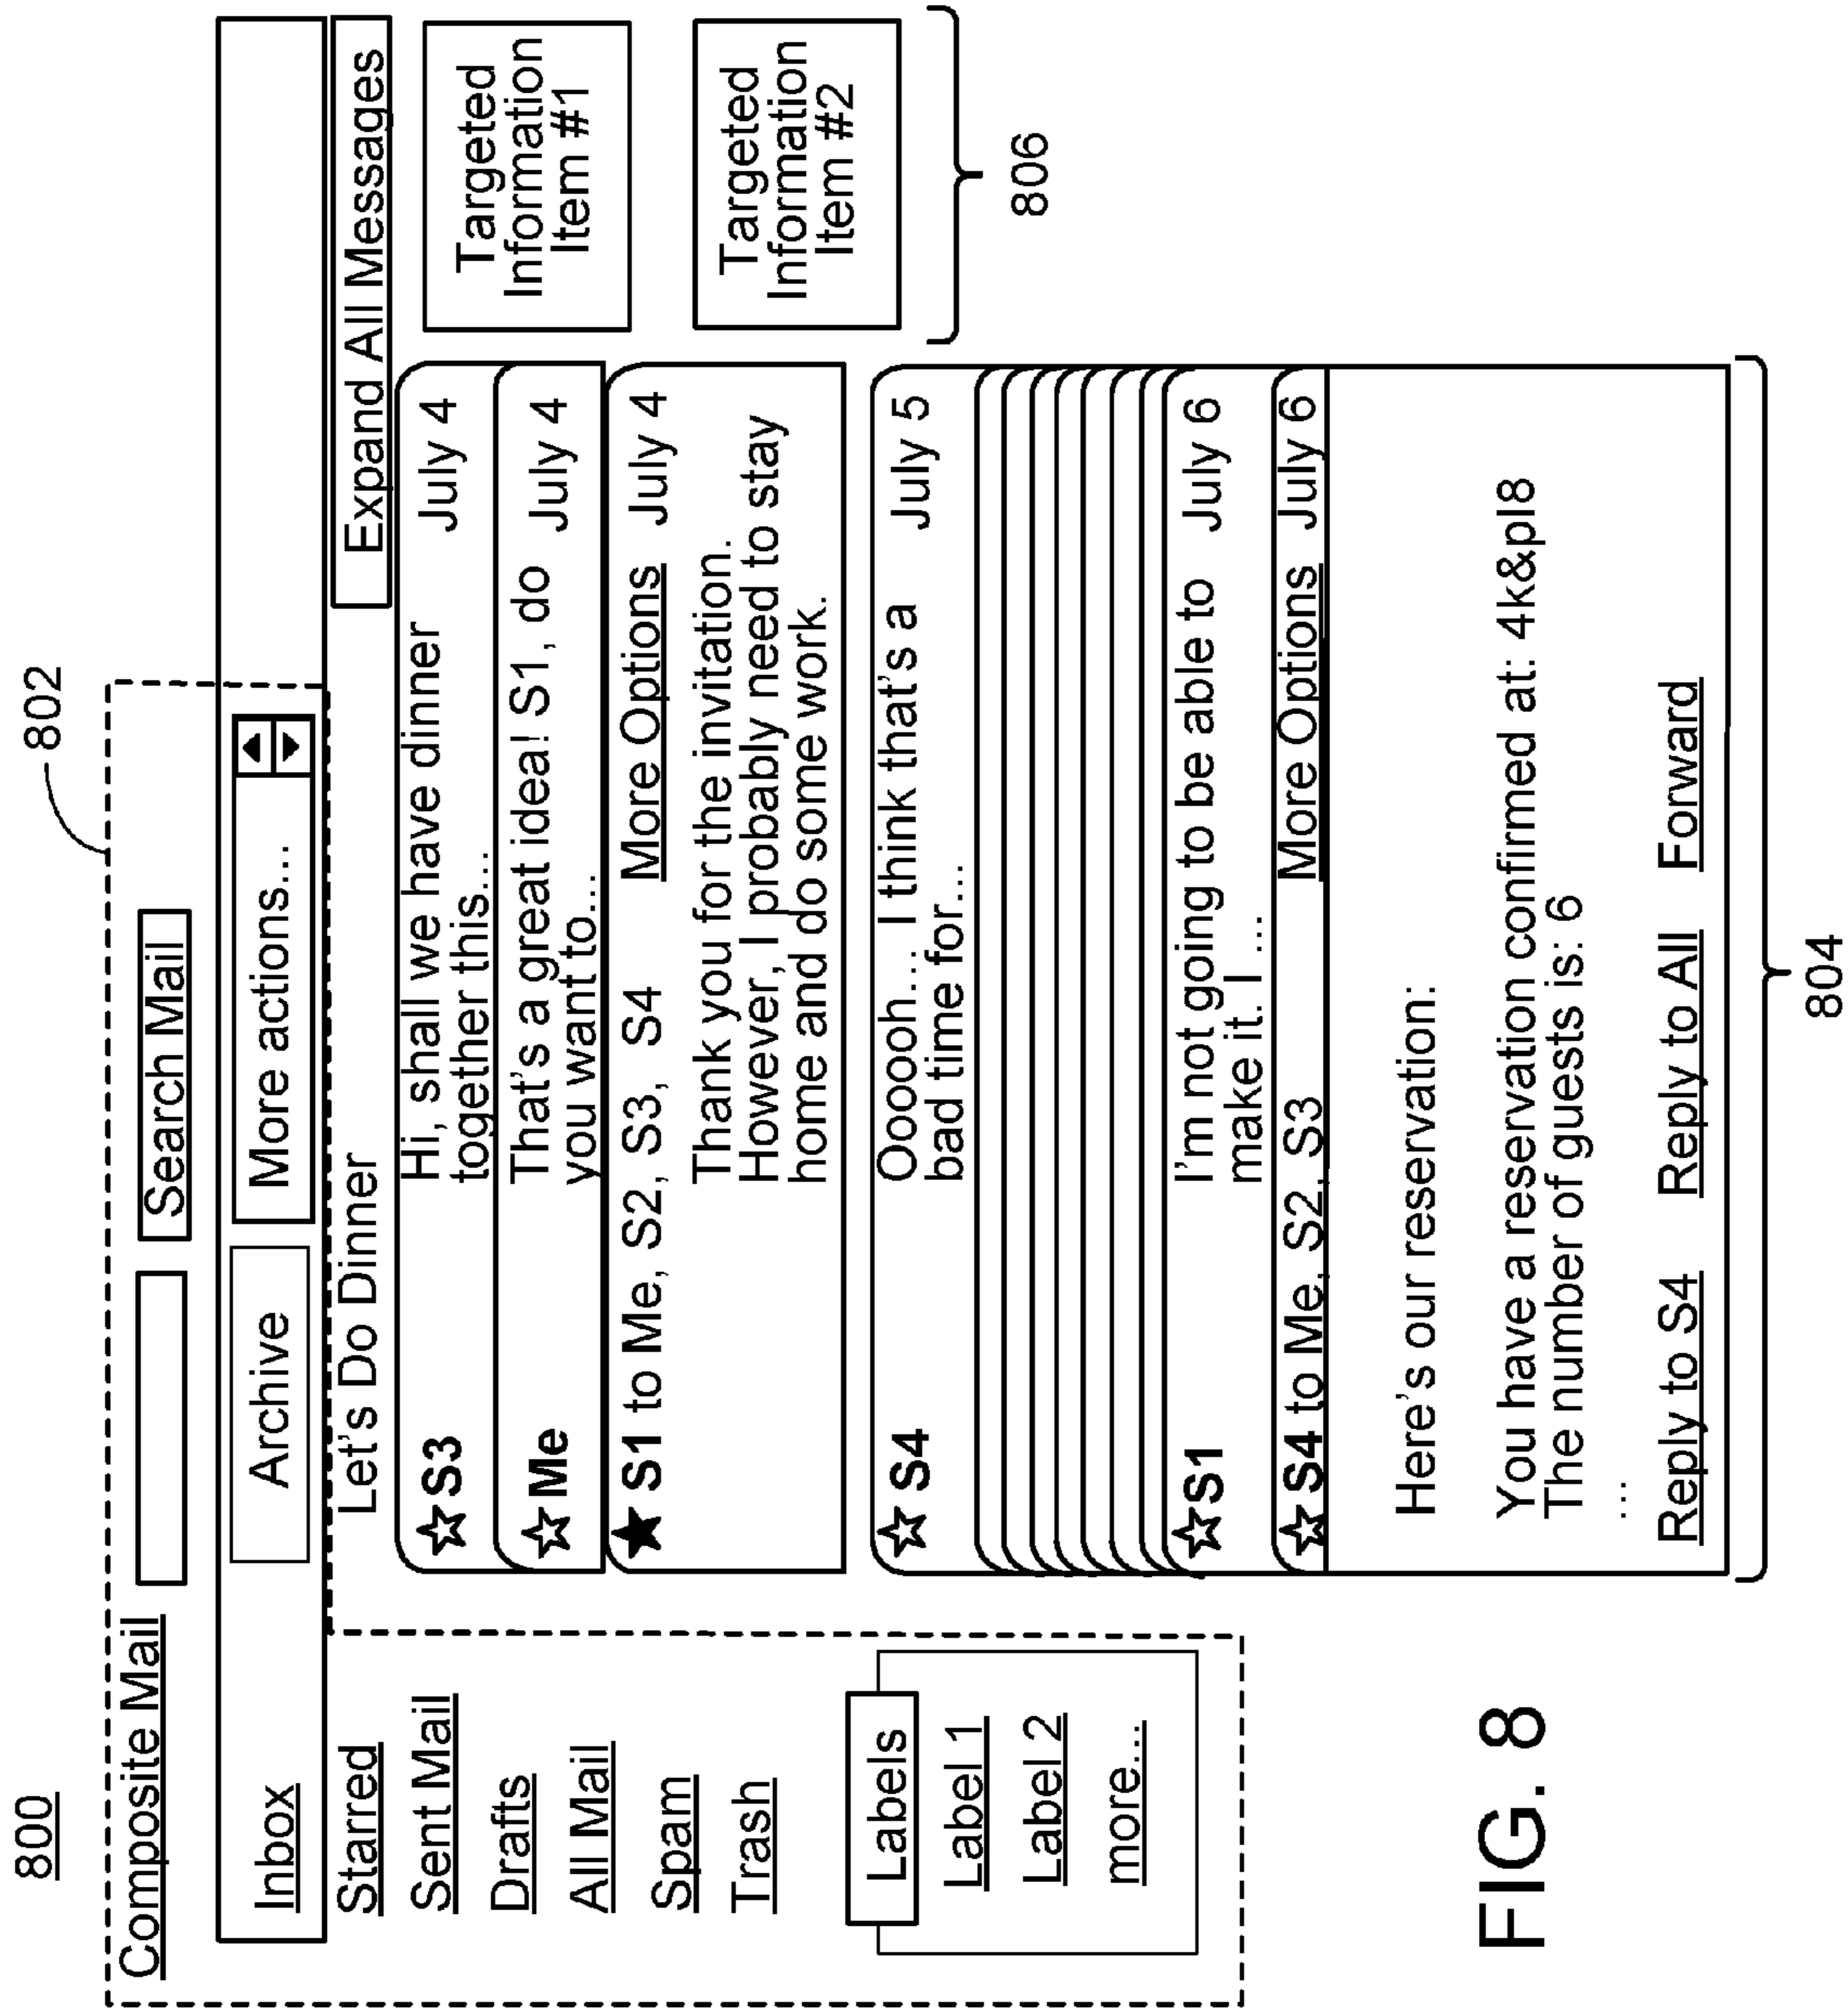 800
802
Composite Mail
Search Mail
Inbox
Archive
More actions...
Starred
Sent Mail
Drafts
All Mail
Spam
Trash
Labels
Label 1
Label 2
more...
Let's Do Dinner
Expand All Messages
S3 Hi, shall we have dinner July 4
together this...
Me That's a great idea! S1, do July 4
you want to...
S1 to Me, S2, S3, S4 More Options July 4
Thank you for the invitation.
However, I probably need to stay
home and do some work.
S4 Oooooh... I think that's a July 5
bad time for...
S1 I'm not going to be able to July 6
make it. I ...
S4 to Me, S2, S3 More Options July 6
Here's our reservation:
You have a reservation confirmed at: 4k&pl8
The number of guests is: 6
...
Reply to S4 Reply to All Forward
804
Targeted
Information
Item #1
Targeted
Information
Item #2
806
FIG. 8